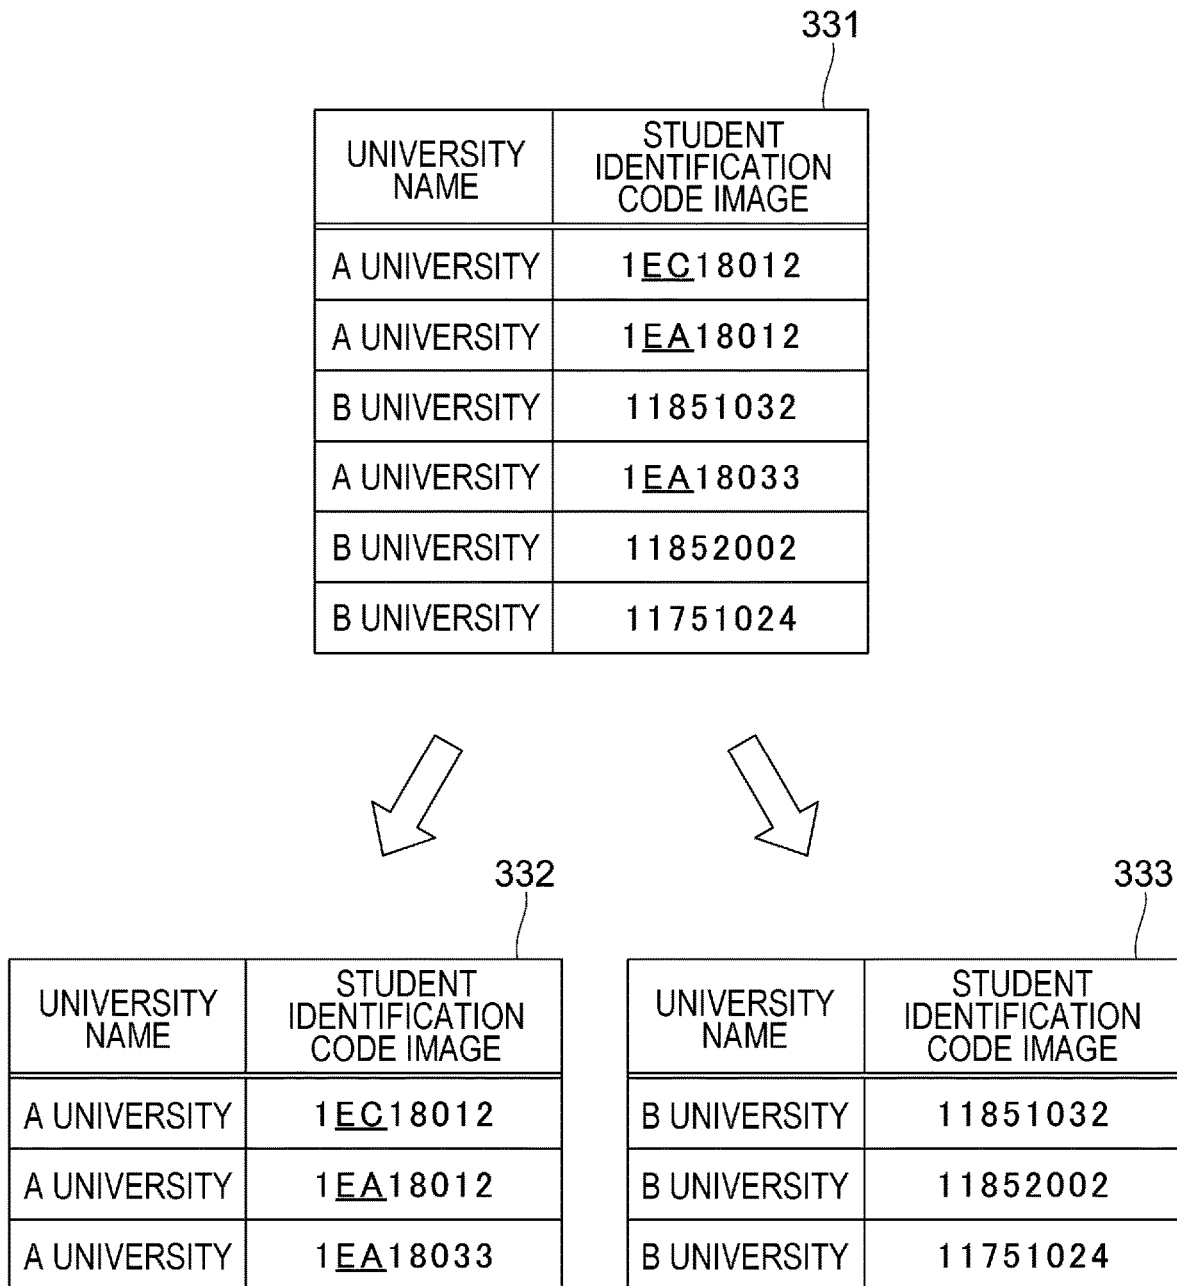 331
UNIVERSITY
NAME
STUDENT
IDENTIFICATION
CODE IMAGE
A UNIVERSITY 1EC18012
A UNIVERSITY 1EA18012
B UNIVERSITY 11851032
A UNIVERSITY 1EA18033
B UNIVERSITY 11852002
B UNIVERSITY 11751024
332
UNIVERSITY
NAME
STUDENT
IDENTIFICATION
CODE IMAGE
A UNIVERSITY 1EC18012
A UNIVERSITY 1EA18012
A UNIVERSITY 1EA18033
333
UNIVERSITY
NAME
STUDENT
IDENTIFICATION
CODE IMAGE
B UNIVERSITY 11851032
B UNIVERSITY 11852002
B UNIVERSITY 11751024